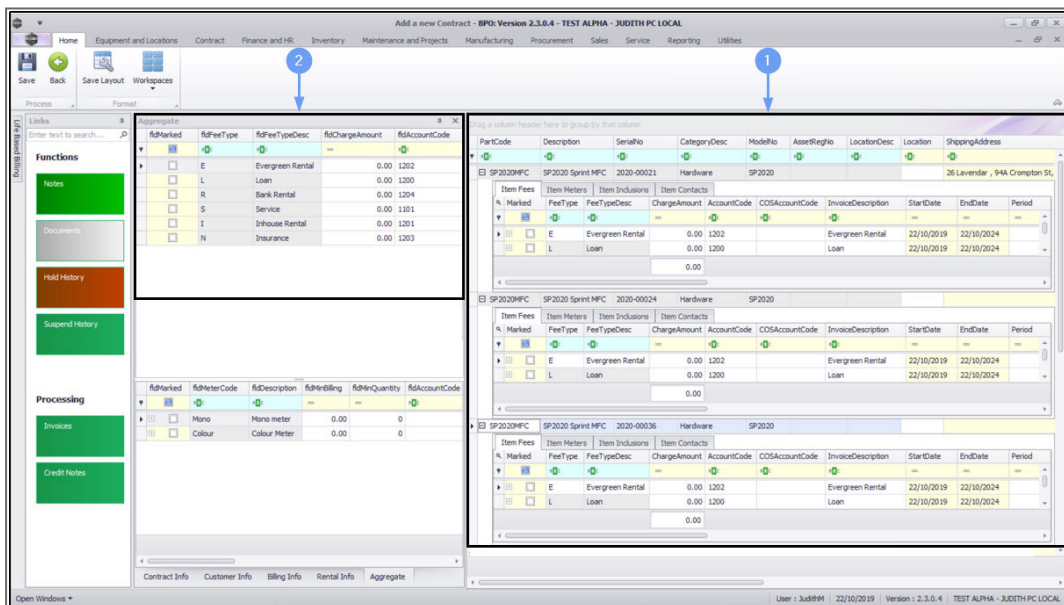 Add a new Contract - BPO: Version 2.3.0.4 - TEST ALPHA - JUDITH PC LOCAL
Home Equipment and Locations Contract Finance and HR Inventory Maintenance and Projects Manufacturing Procurement Sales Service Reporting Utilities
Save Back Save Layout Workspaces
Process Format
2
1
Life Based Billing
Links
Enter text to search...
Functions
Notes
Documents
Hold History
Suspend History
Processing
Invoices
Credit Notes
Aggregate
fldMarked fldFeeType fldFeeTypeDesc fldChargeAmount fldAccountCode
E Evergreen Rental 0.00 1202
L Loan 0.00 1200
R Bank Rental 0.00 1204
S Service 0.00 1101
I Inhouse Rental 0.00 1201
N Insurance 0.00 1203
fldMarked fldMeterCode fldDescription fldMinBilling fldMinQuantity fldAccountCode
Mono Mono meter 0.00 0
Colour Colour Meter 0.00 0
Contract Info Customer Info Billing Info Rental Info Aggregate
Drag a column header here to group by that column
PartCode Description SerialNo CategoryDesc ModelNo AssetRegNo LocationDesc Location ShippingAddress
SP2020MFC SP2020 Sprint MFC 2020-00021 Hardware SP2020 26 Lavendar , 94A Crompton St,
Item Fees Item Meters Item Inclusions Item Contacts
Marked FeeType FeeTypeDesc ChargeAmount AccountCode COSAccountCode InvoiceDescription StartDate EndDate Period
E Evergreen Rental 0.00 1202 Evergreen Rental 22/10/2019 22/10/2024
L Loan 0.00 1200 Loan 22/10/2019 22/10/2024
0.00
SP2020MFC SP2020 Sprint MFC 2020-00024 Hardware SP2020
Item Fees Item Meters Item Inclusions Item Contacts
Marked FeeType FeeTypeDesc ChargeAmount AccountCode COSAccountCode InvoiceDescription StartDate EndDate Period
E Evergreen Rental 0.00 1202 Evergreen Rental 22/10/2019 22/10/2024
L Loan 0.00 1200 Loan 22/10/2019 22/10/2024
0.00
SP2020MFC SP2020 Sprint MFC 2020-00036 Hardware SP2020
Item Fees Item Meters Item Inclusions Item Contacts
Marked FeeType FeeTypeDesc ChargeAmount AccountCode COSAccountCode InvoiceDescription StartDate EndDate Period
E Evergreen Rental 0.00 1202 Evergreen Rental 22/10/2019 22/10/2024
L Loan 0.00 1200 Loan 22/10/2019 22/10/2024
0.00
Open Windows User : JudithM 22/10/2019 Version : 2.3.0.4 TEST ALPHA - JUDITH PC LOCAL